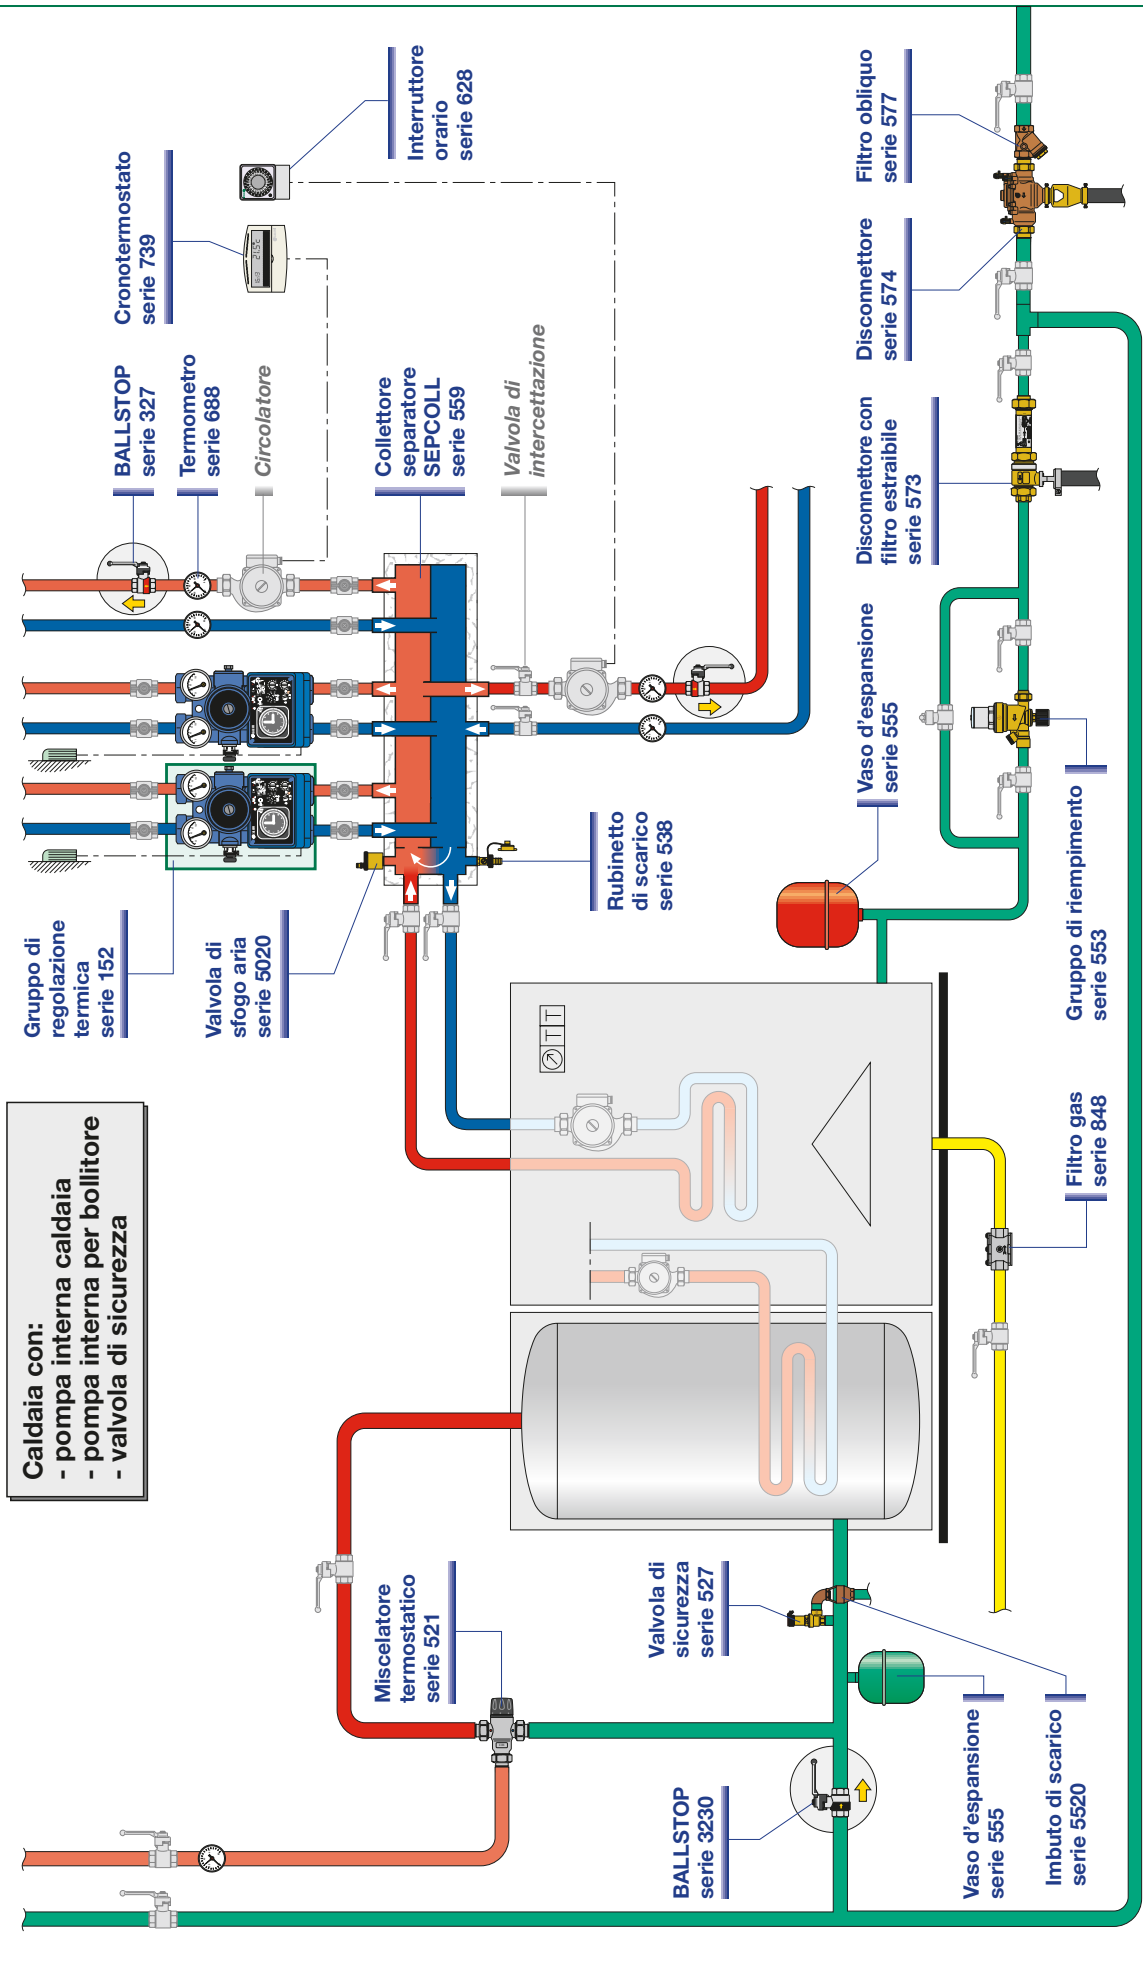 Caldaia con:
- pompa interna caldaia
- pompa interna per bollitore
- valvola di sicurezza
Gruppo di
regolazione
termica
serie 152
Valvola di
sfogo aria
serie 5020
BALLSTOP
serie 327
Termometro
serie 688
Circolatore
Cronotermostato
serie 739
Interruttore
orario
serie 628
Collettore
separatore
SEPCOLL
serie 559
Valvola di
intercettazione
Rubinetto
di scarico
serie 538
Miscelatore
termostatico
serie 521
Valvola di
sicurezza
serie 527
BALLSTOP
serie 3230
Vaso d'espansione
serie 555
Imbuto di scarico
serie 5520
Filtro gas
serie 848
Vaso d'espansione
serie 555
Gruppo di riempimento
serie 553
Disconnettore con
filtro estraibile
serie 573
Disconnettore
serie 574
Filtro obliquo
serie 577
T T